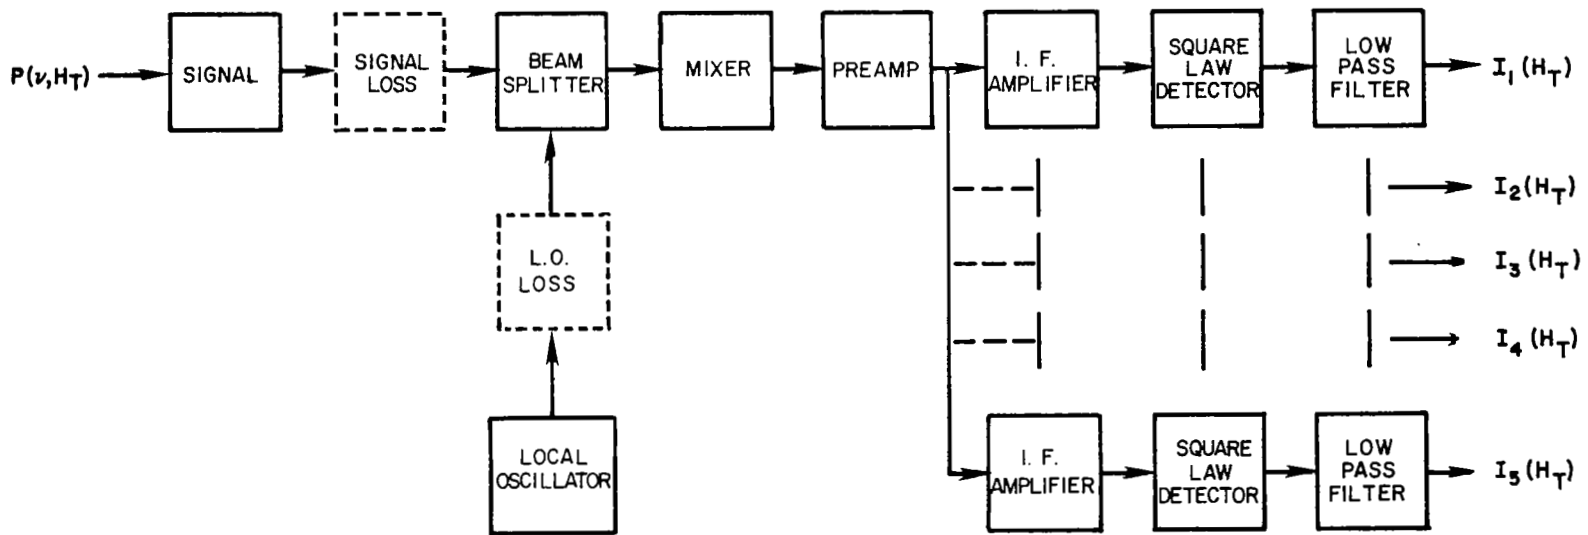 P(ν,H_T)
SIGNAL
SIGNAL
LOSS
BEAM
SPLITTER
MIXER
PREAMP
I. F.
AMPLIFIER
SQUARE
LAW
DETECTOR
LOW
PASS
FILTER
I_1(H_T)
I_2(H_T)
I_3(H_T)
I_4(H_T)
L.O.
LOSS
LOCAL
OSCILLATOR
I. F.
AMPLIFIER
SQUARE
LAW
DETECTOR
LOW
PASS
FILTER
I_5(H_T)